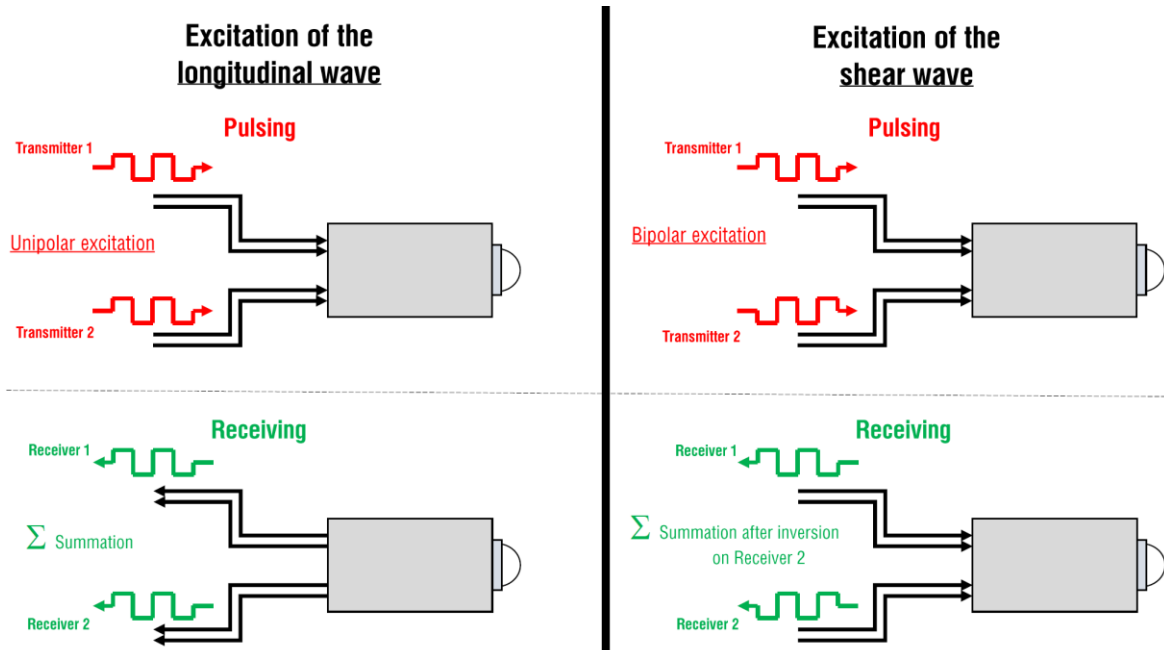 Excitation of the
longitudinal wave
Pulsing
Transmitter 1
Unipolar excitation
Transmitter 2
Receiving
Receiver 1
Σ Summation
Receiver 2
Excitation of the
shear wave
Pulsing
Transmitter 1
Bipolar excitation
Transmitter 2
Receiving
Receiver 1
Σ Summation after inversion
on Receiver 2
Receiver 2